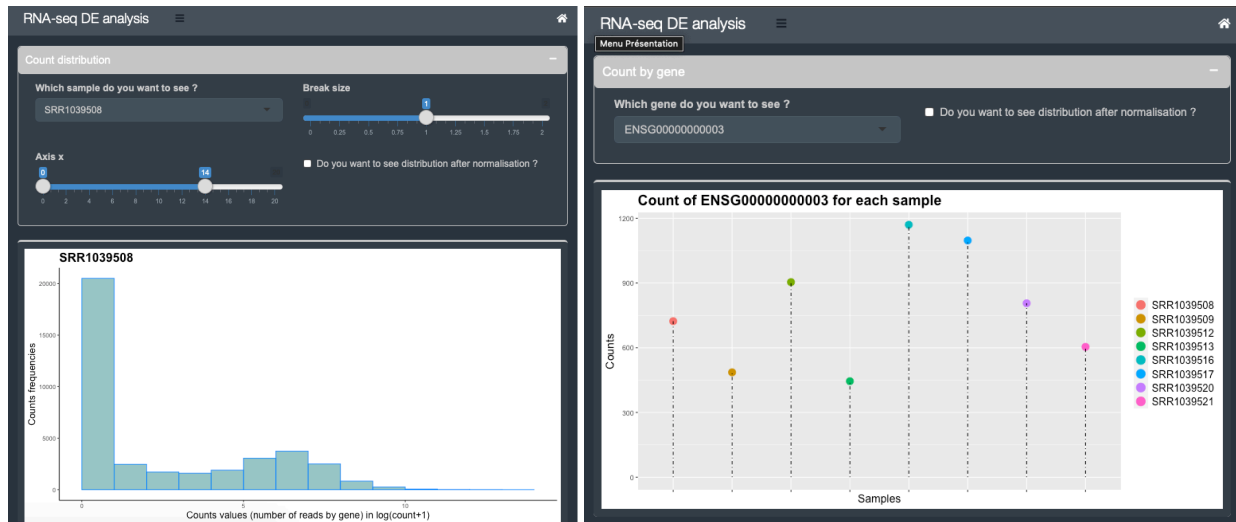 RNA-seq DE analysis
Count distribution
Which sample do you want to see ?
SRR1039508
Break size
1
0 0.25 0.5 0.75 1 1.25 1.5 1.75 2
Axis x
0 14
0 2 4 6 8 10 12 14 16 18 20
Do you want to see distribution after normalisation ?
SRR1039508
Counts frequencies
20000
15000
10000
5000
0
0 5 10
Counts values (number of reads by gene) in log(count+1)
RNA-seq DE analysis
Menu Présentation
Count by gene
Which gene do you want to see ?
ENSG00000000003
Do you want to see distribution after normalisation ?
Count of ENSG00000000003 for each sample
Counts
1200
900
600
300
0
Samples
SRR1039508
SRR1039509
SRR1039512
SRR1039513
SRR1039516
SRR1039517
SRR1039520
SRR1039521